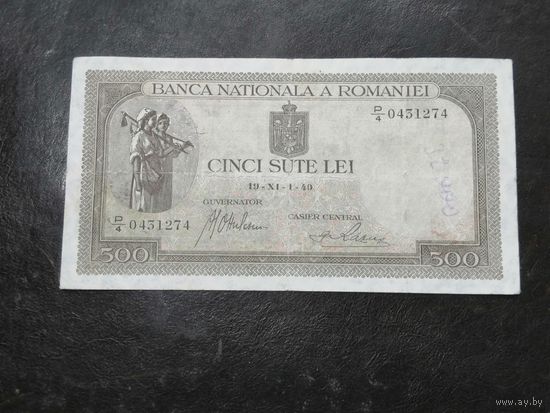 BANCA NATIONALA A ROMANIEI
P/4 0431274
CINCI SUTE LEI
19-XI-1-40
GUVERNATOR
CASIER CENTRAL
P/4 0431274
500
500
www.ay.by